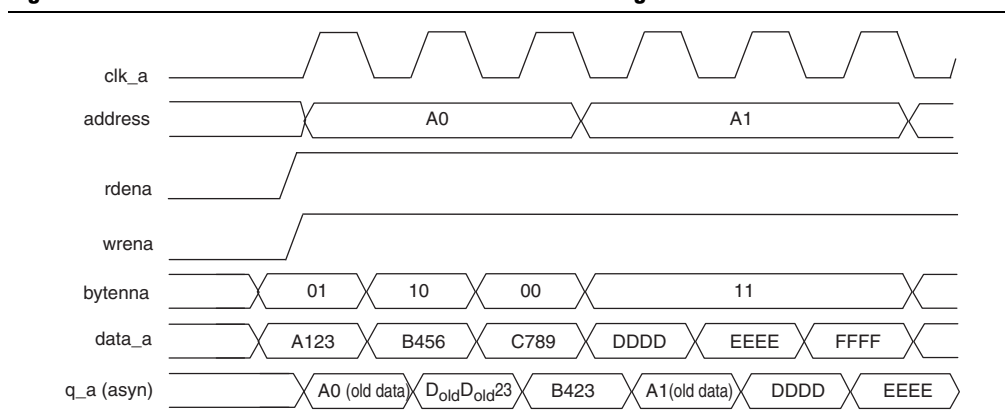 clk_a
address A0 A1
rdena
wrena
bytenna 01 10 00 11
data_a A123 B456 C789 DDDD EEEE FFFF
q_a (asyn) A0 (old data) DoldDold23 B423 A1(old data) DDDD EEEE